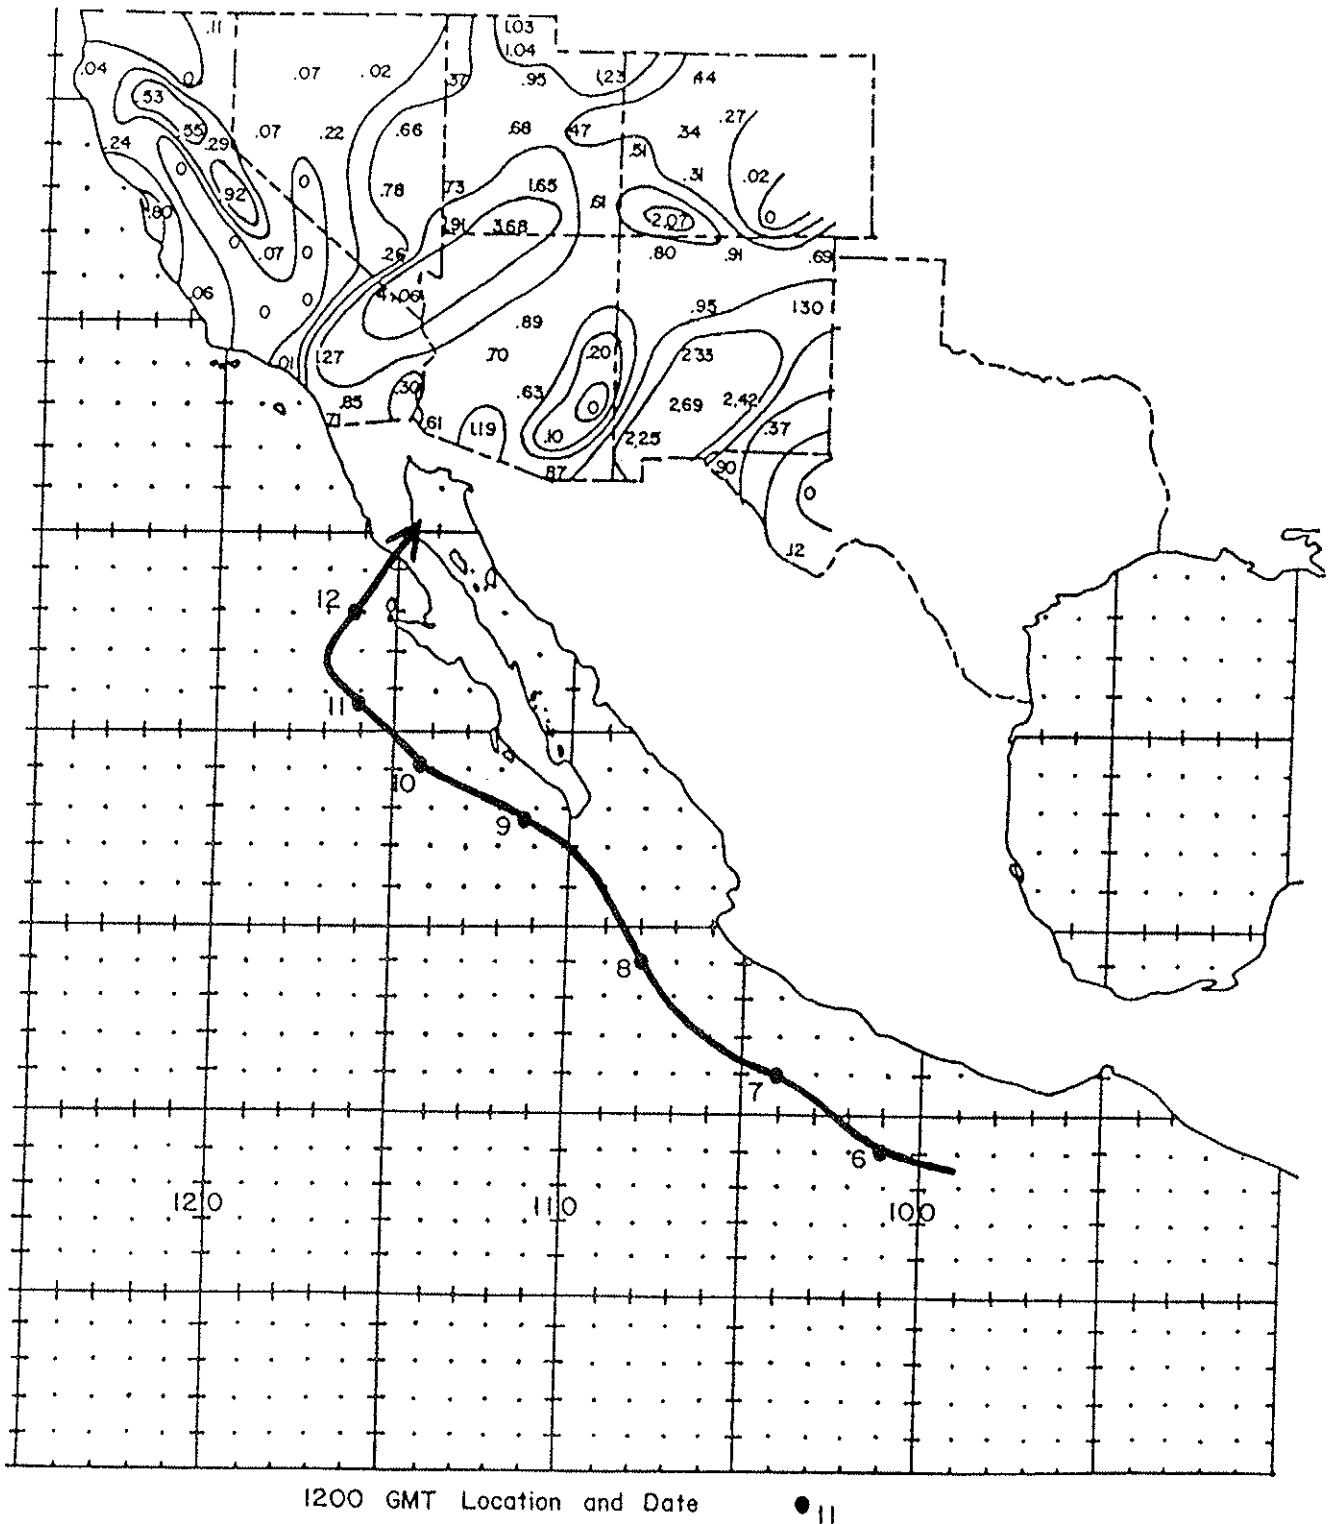 .11 1.03
1.04
.04 0 .07 .02 .37 .95 1.23 .44
.53
.27
.24 .55 .29 .07 .22 .66 .68 .47 .34
.51
0 .92 0 .78 .73 1.65 .61 .31 .02
.80 .91 3.68 2.07 0
0 .07 0 .26 .80 .91 .69
.06 0 0 4.06 .89 .95 1.30
.01 1.27 .70 .20 2.33
.30 .63 0 2.69 2.42
.85
.71 .61 1.19 .10 2.25 .37
.87 .90
0
.12
12
11
10
9
8
7
6
120 110 100
1200 GMT Location and Date 11